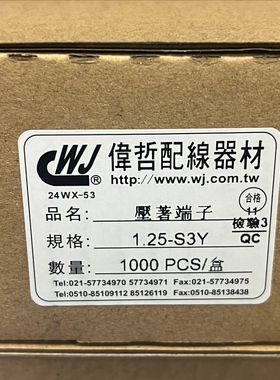 WJ
®
24WX-53
偉哲配線器材
http://www.wj.com.tw
品名: 壓著端子
合格
11
檢驗3
QC
規格: 1.25-S3Y
數量: 1000 PCS/盒
Tel:021-57734970 57734971 Fax:021-57734975
Tel:0510-85109112 85126119 Fax:0510-85138438